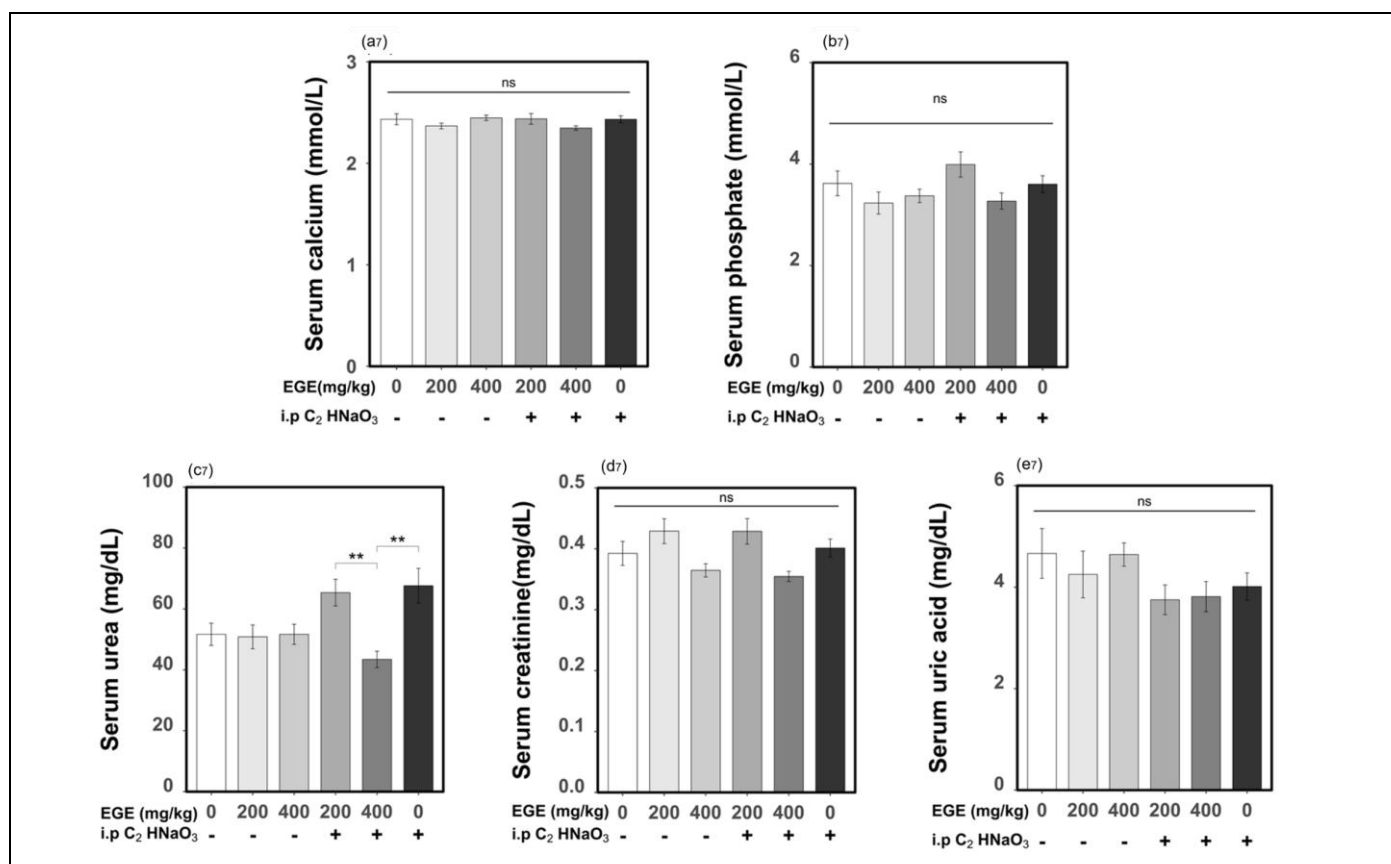 (a7)
Serum calcium (mmol/L)
3
2
1
0
ns
EGE(mg/kg) 0 200 400 200 400 0
i.p C₂ HNaO₃ - - - + + +
(b7)
Serum phosphate (mmol/L)
6
4
2
0
ns
EGE (mg/kg) 0 200 400 200 400 0
i.p C₂ HNaO₃ - - - + + +
(c7)
Serum urea (mg/dL)
100
80
60
40
20
0
** **
EGE (mg/kg) 0 200 400 200 400 0
i.p C₂ HNaO₃ - - - + + +
(d7)
Serum creatinine(mg/dL)
0.5
0.4
0.3
0.2
0.1
0.0
ns
EGE (mg/kg) 0 200 400 200 400 0
i.p C₂ HNaO₃ - - - + + +
(e7)
Serum uric acid (mg/dL)
6
4
2
0
ns
EGE (mg/kg) 0 200 400 200 400 0
i.p C₂ HNaO₃ - - - + + +